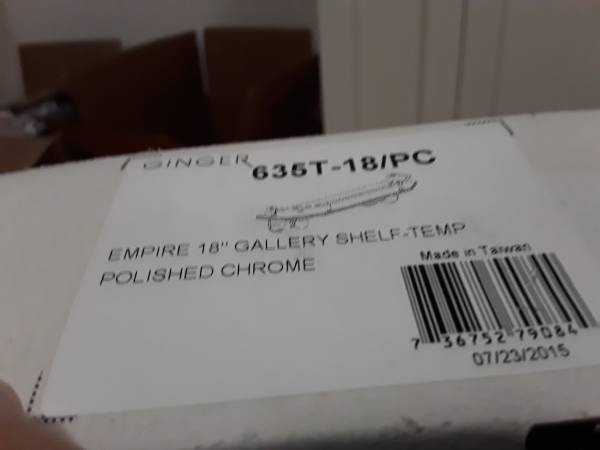 GINGER 635T-18/PC
EMPIRE 18" GALLERY SHELF-TEMP
POLISHED CHROME
Made in Taiwan
7 36752 79084
07/23/2015